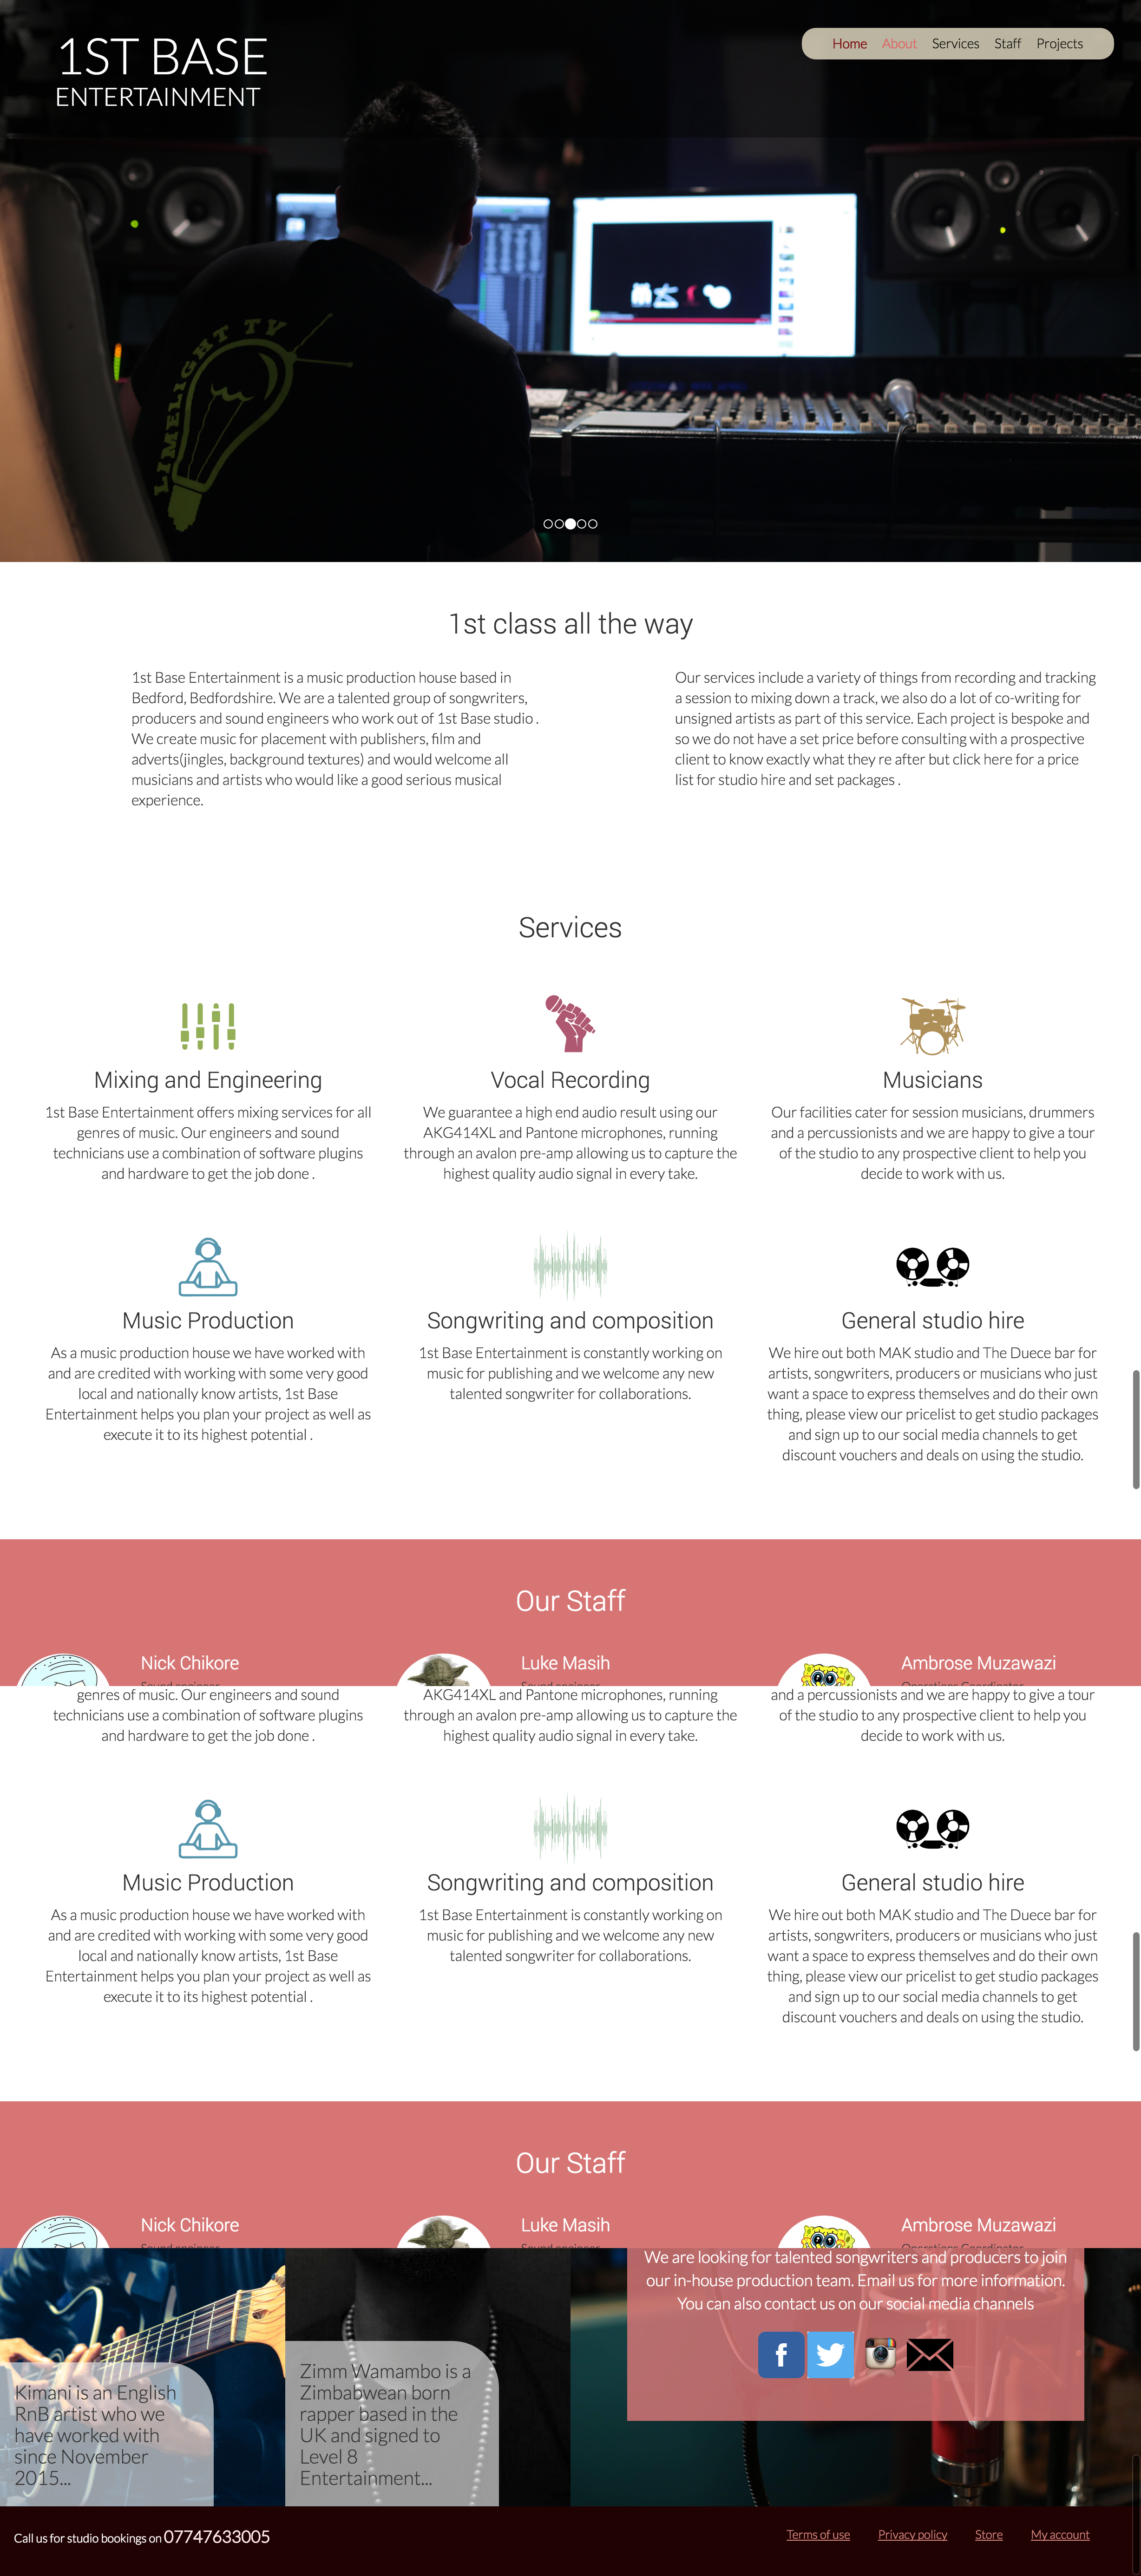 1ST BASE
ENTERTAINMENT
Home About Services Staff Projects
LIMELIGHT TV
1st class all the way
1st Base Entertainment is a music production house based in
Bedford, Bedfordshire. We are a talented group of songwriters,
producers and sound engineers who work out of 1st Base studio .
We create music for placement with publishers, film and
adverts(jingles, background textures) and would welcome all
musicians and artists who would like a good serious musical
experience.
Our services include a variety of things from recording and tracking
a session to mixing down a track, we also do a lot of co-writing for
unsigned artists as part of this service. Each project is bespoke and
so we do not have a set price before consulting with a prospective
client to know exactly what they re after but click here for a price
list for studio hire and set packages .
Services
Mixing and Engineering
1st Base Entertainment offers mixing services for all
genres of music. Our engineers and sound
technicians use a combination of software plugins
and hardware to get the job done .
Vocal Recording
We guarantee a high end audio result using our
AKG414XL and Pantone microphones, running
through an avalon pre-amp allowing us to capture the
highest quality audio signal in every take.
Musicians
Our facilities cater for session musicians, drummers
and a percussionists and we are happy to give a tour
of the studio to any prospective client to help you
decide to work with us.
Music Production
As a music production house we have worked with
and are credited with working with some very good
local and nationally know artists, 1st Base
Entertainment helps you plan your project as well as
execute it to its highest potential .
Songwriting and composition
1st Base Entertainment is constantly working on
music for publishing and we welcome any new
talented songwriter for collaborations.
General studio hire
We hire out both MAK studio and The Duece bar for
artists, songwriters, producers or musicians who just
want a space to express themselves and do their own
thing, please view our pricelist to get studio packages
and sign up to our social media channels to get
discount vouchers and deals on using the studio.
Our Staff
Nick Chikore
Sound engineer
Luke Masih
Sound engineer
Ambrose Muzawazi
Operations Coordinator
genres of music. Our engineers and sound
technicians use a combination of software plugins
and hardware to get the job done .
AKG414XL and Pantone microphones, running
through an avalon pre-amp allowing us to capture the
highest quality audio signal in every take.
and a percussionists and we are happy to give a tour
of the studio to any prospective client to help you
decide to work with us.
Music Production
As a music production house we have worked with
and are credited with working with some very good
local and nationally know artists, 1st Base
Entertainment helps you plan your project as well as
execute it to its highest potential .
Songwriting and composition
1st Base Entertainment is constantly working on
music for publishing and we welcome any new
talented songwriter for collaborations.
General studio hire
We hire out both MAK studio and The Duece bar for
artists, songwriters, producers or musicians who just
want a space to express themselves and do their own
thing, please view our pricelist to get studio packages
and sign up to our social media channels to get
discount vouchers and deals on using the studio.
Our Staff
Nick Chikore
Sound engineer
Luke Masih
Sound engineer
Ambrose Muzawazi
Operations Coordinator
Kimani is an English
RnB artist who we
have worked with
since November
2015...
Zimm Wamambo is a
Zimbabwean born
rapper based in the
UK and signed to
Level 8
Entertainment...
We are looking for talented songwriters and producers to join
our in-house production team. Email us for more information.
You can also contact us on our social media channels
Call us for studio bookings on 07747633005
Terms of use Privacy policy Store My account